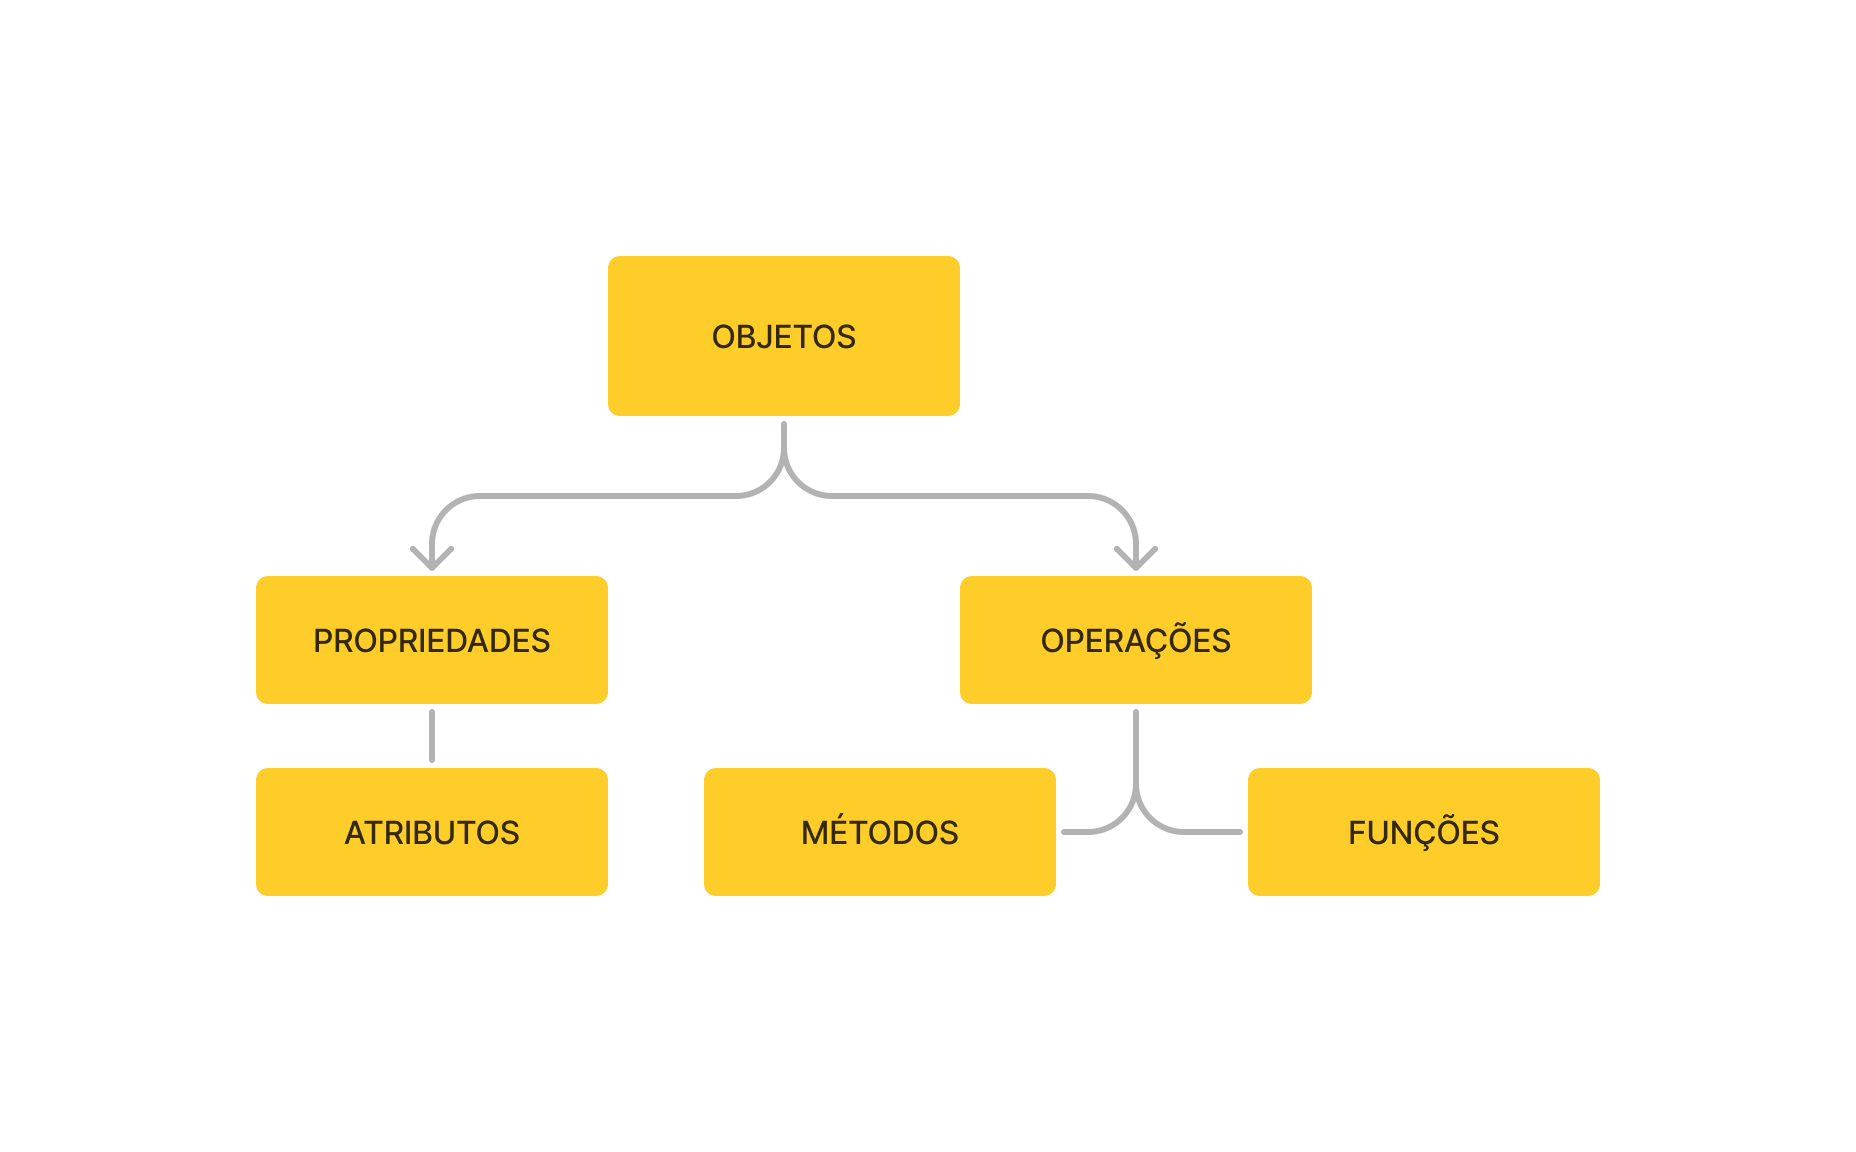 OBJETOS
PROPRIEDADES
OPERAÇÕES
ATRIBUTOS
MÉTODOS
FUNÇÕES